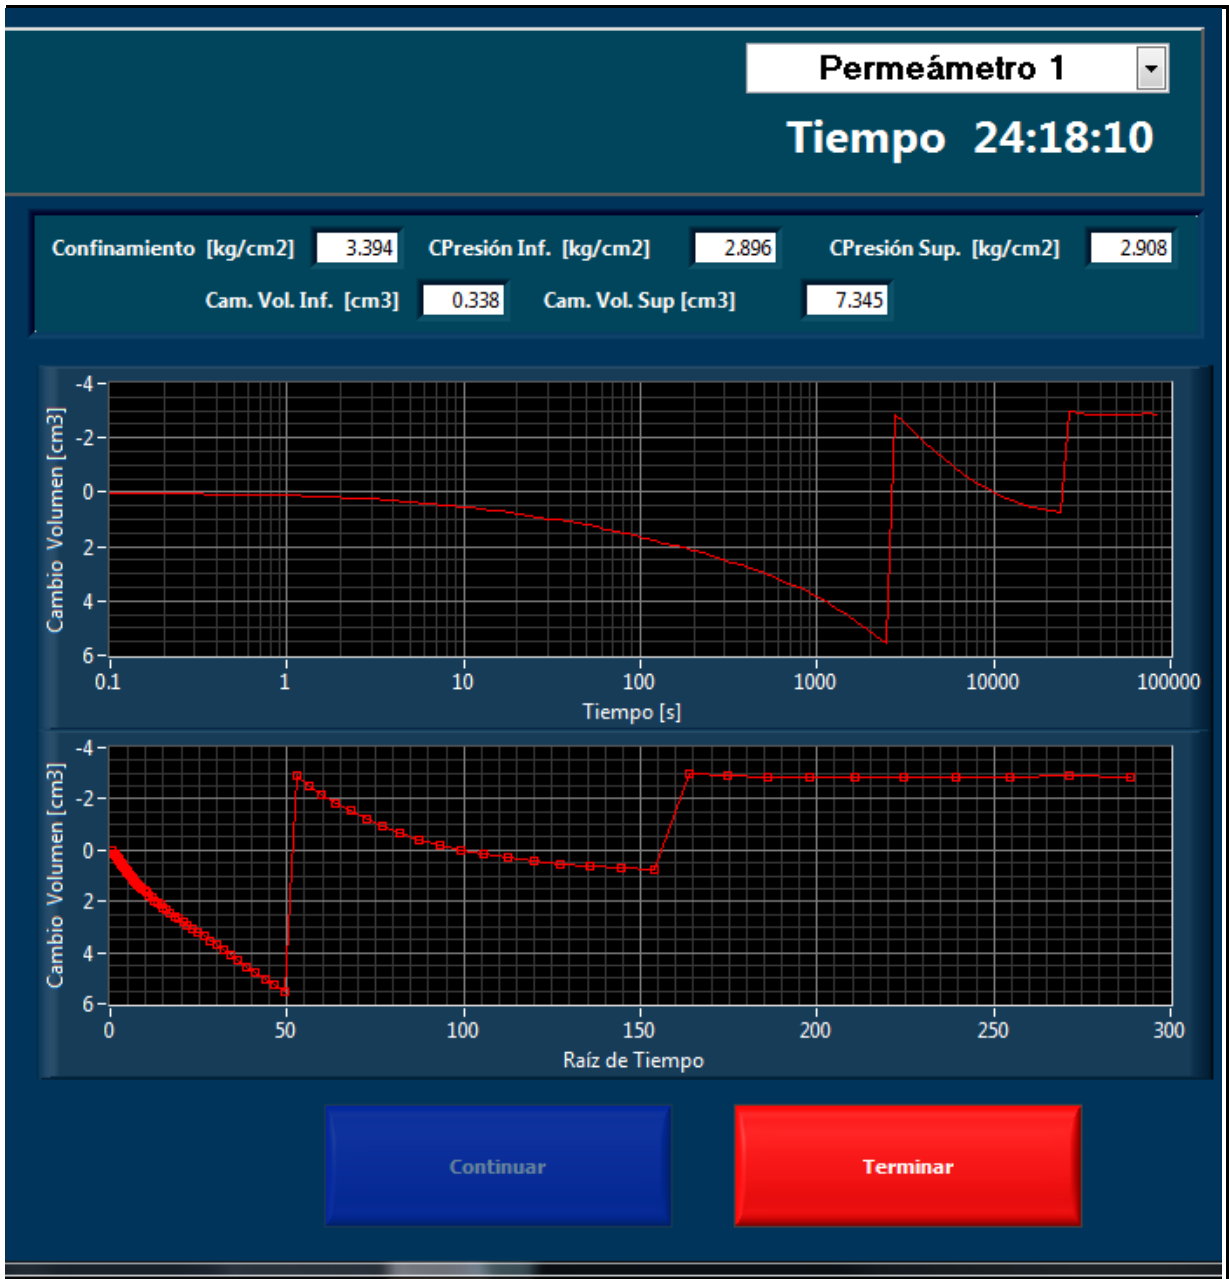 Permeámetro 1
Tiempo 24:18:10
Confinamiento [kg/cm2] 3.394 CPresión Inf. [kg/cm2] 2.896 CPresión Sup. [kg/cm2] 2.908
Cam. Vol. Inf. [cm3] 0.338 Cam. Vol. Sup [cm3] 7.345
Cambio Volumen [cm3]
-4
-2
0
2
4
6
0.1 1 10 100 1000 10000 100000
Tiempo [s]
Cambio Volumen [cm3]
-4
-2
0
2
4
6
0 50 100 150 200 250 300
Raíz de Tiempo
Continuar Terminar